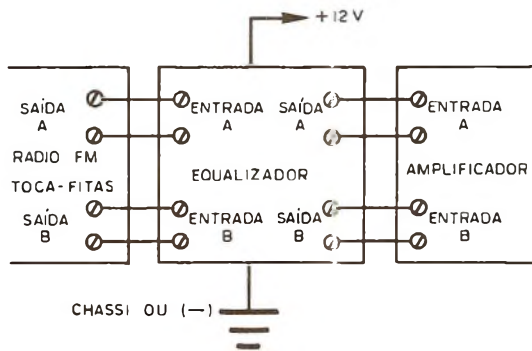 +12V
SAÍDA
A
RADIO FM
TOCA-FITAS
SAÍDA
B
ENTRADA
A
SAÍDA
A
EQUALIZADOR
ENTRADA
B
SAÍDA
B
ENTRADA
A
AMPLIFICADOR
ENTRADA
B
CHASSI OU (—)